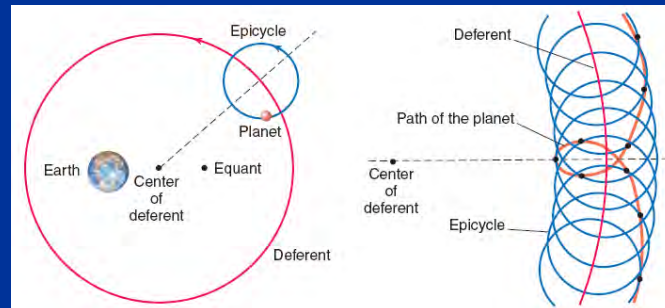 Epicycle
Planet
Earth
Center
of
deferent
Equant
Deferent
Deferent
Path of the planet
Center
of
deferent
Epicycle